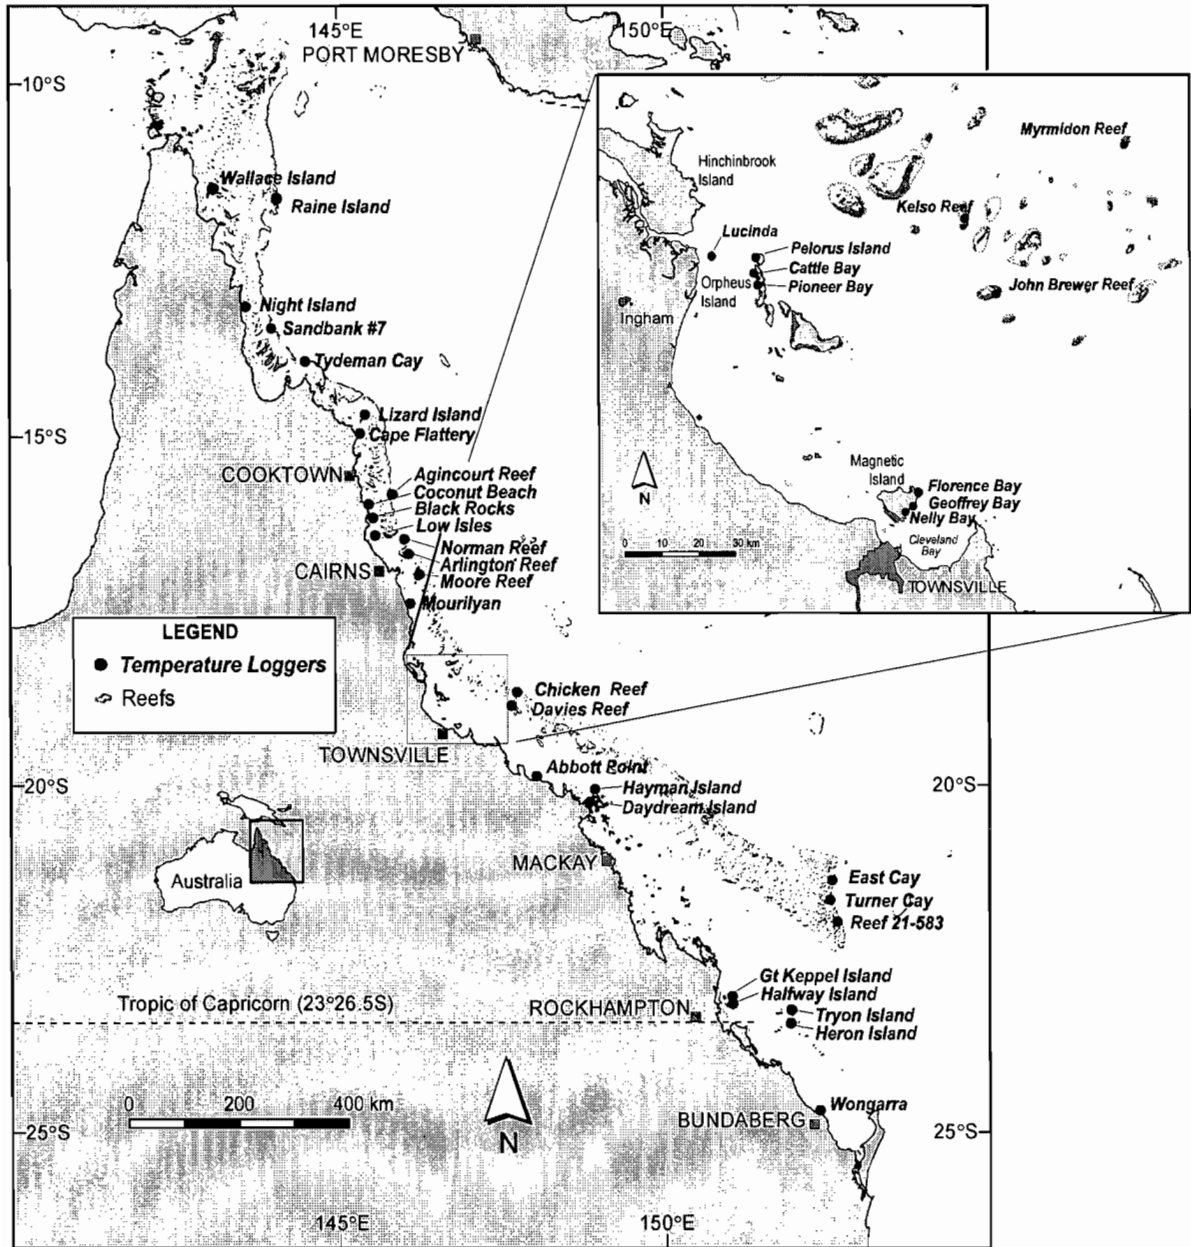 145°E
150°E
PORT MORESBY
10°S
Myrmidon Reef
Hinchinbrook
Island
Kelso Reef
Lucinda
Pelorus Island
Cattle Bay
Orpheus
Island
Pioneer Bay
John Brewer Reef
Ingham
Magnetic
Island
Florence Bay
Geoffrey Bay
Nelly Bay
Cleveland
Bay
N
0 10 20 30 km
TOWNSVILLE
Wallace Island
Raine Island
Night Island
Sandbank #7
Tydeman Cay
Lizard Island
15°S
Cape Flattery
COOKTOWN
Agincourt Reef
Coconut Beach
Black Rocks
Low Isles
Norman Reef
Arlington Reef
CAIRNS
Moore Reef
Mourilyan
LEGEND
Temperature Loggers
Reefs
Chicken Reef
Davies Reef
TOWNSVILLE
Abbott Point
20°S
20°S
Hayman Island
Daydream Island
MACKAY
Australia
East Cay
Turner Cay
Reef 21-583
Gt Keppel Island
Halfway Island
Tropic of Capricorn (23°26.5S)
ROCKHAMPTON
Tryon Island
Heron Island
0 200 400 km
N
Wongarra
BUNDABERG
25°S
25°S
145°E
150°E